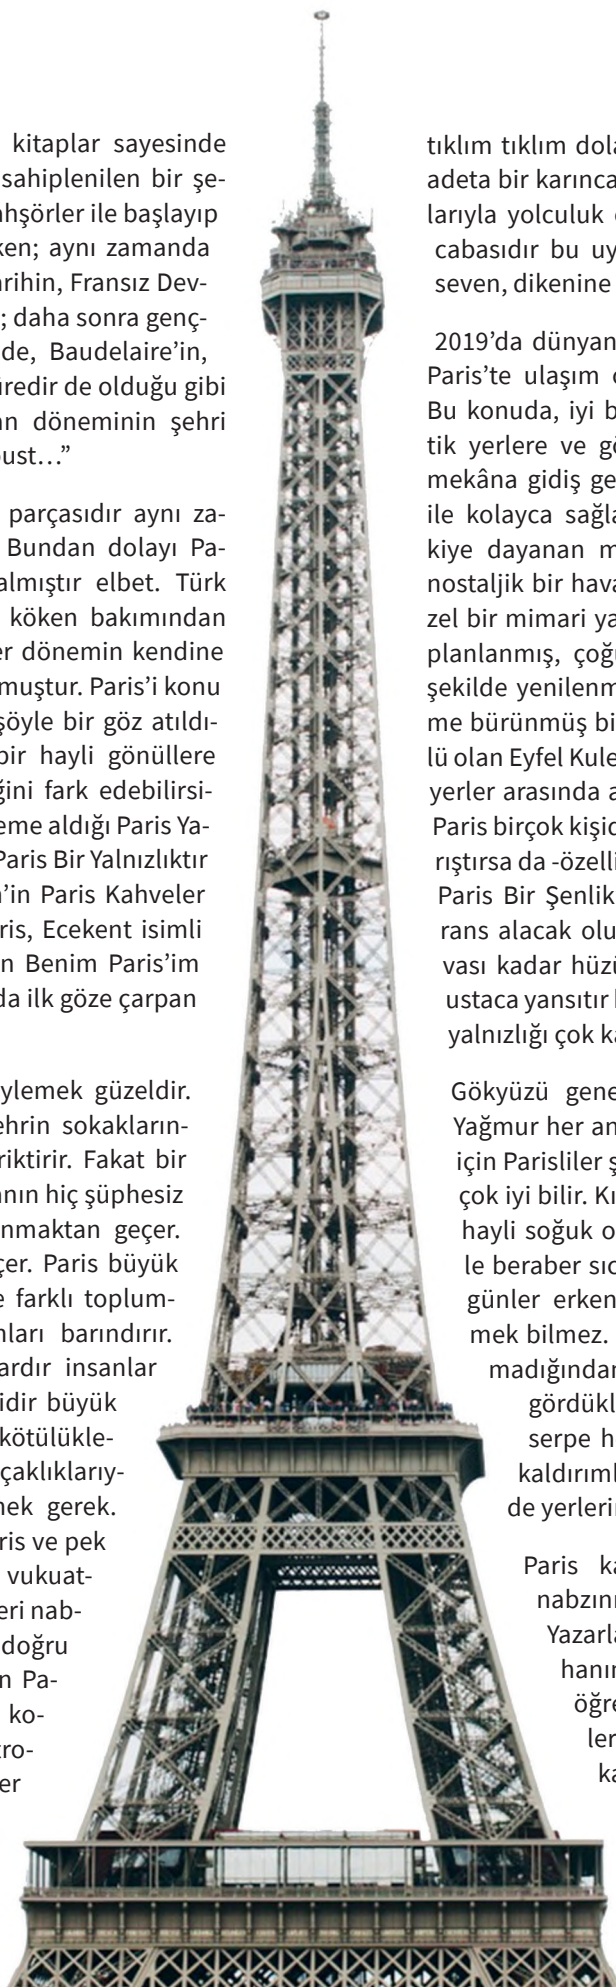 kitaplar sayesinde
sahiplenilen bir şe-
ahşörler ile başlayıp
ken; aynı zamanda
arihin, Fransız Dev-
; daha sonra genç-
de, Baudelaire’in,
üredir de olduğu gibi
an döneminin şehri
oust…”
parçasıdır aynı za-
Bundan dolayı Pa-
almıştır elbet. Türk
köken bakımından
er dönemin kendine
muştur. Paris’i konu
şöyle bir göz atıldı-
bir hayli gönüllere
ğini fark edebilirsi-
eme aldığı Paris Ya-
Paris Bir Yalnızlıktır
n’in Paris Kahveler
ris, Ecekent isimli
n Benim Paris’im
da ilk göze çarpan
ylemek güzeldir.
ehrin sokakların-
riktirir. Fakat bir
anın hiç şüphesiz
nmaktan geçer.
çer. Paris büyük
e farklı toplum-
nları barındırır.
ardır insanlar
idir büyük
kötülükle-
çaklıklarıy-
nek gerek.
ris ve pek
vukuat-
eri nab-
doğru
n Pa-
ko-
tro-
er
tıklım tıklım dola
adeta bir karınca
larıyla yolculuk
cabasıdır bu uy
seven, dikenine
2019’da dünyan
Paris’te ulaşım
Bu konuda, iyi b
tik yerlere ve gö
mekâna gidiş ge
ile kolayca sağla
kiye dayanan m
nostaljik bir hava
zel bir mimari ya
planlanmış, çoğ
şekilde yenilenm
me bürünmüş bi
lü olan Eyfel Kule
yerler arasında a
Paris birçok kişid
rıştırsa da -özelli
Paris Bir Şenlik
rans alacak olu
vası kadar hüzü
ustaca yansıtır
yalnızlığı çok ka
Gökyüzü gene
Yağmur her an
için Parisliler ş
çok iyi bilir. Kı
hayli soğuk o
le beraber sıc
günler erken
mek bilmez.
madığından
gördükl
serpe h
kaldırıml
de yerleri
Paris ka
nabzını
Yazarla
hanın
öğre
ler
ka